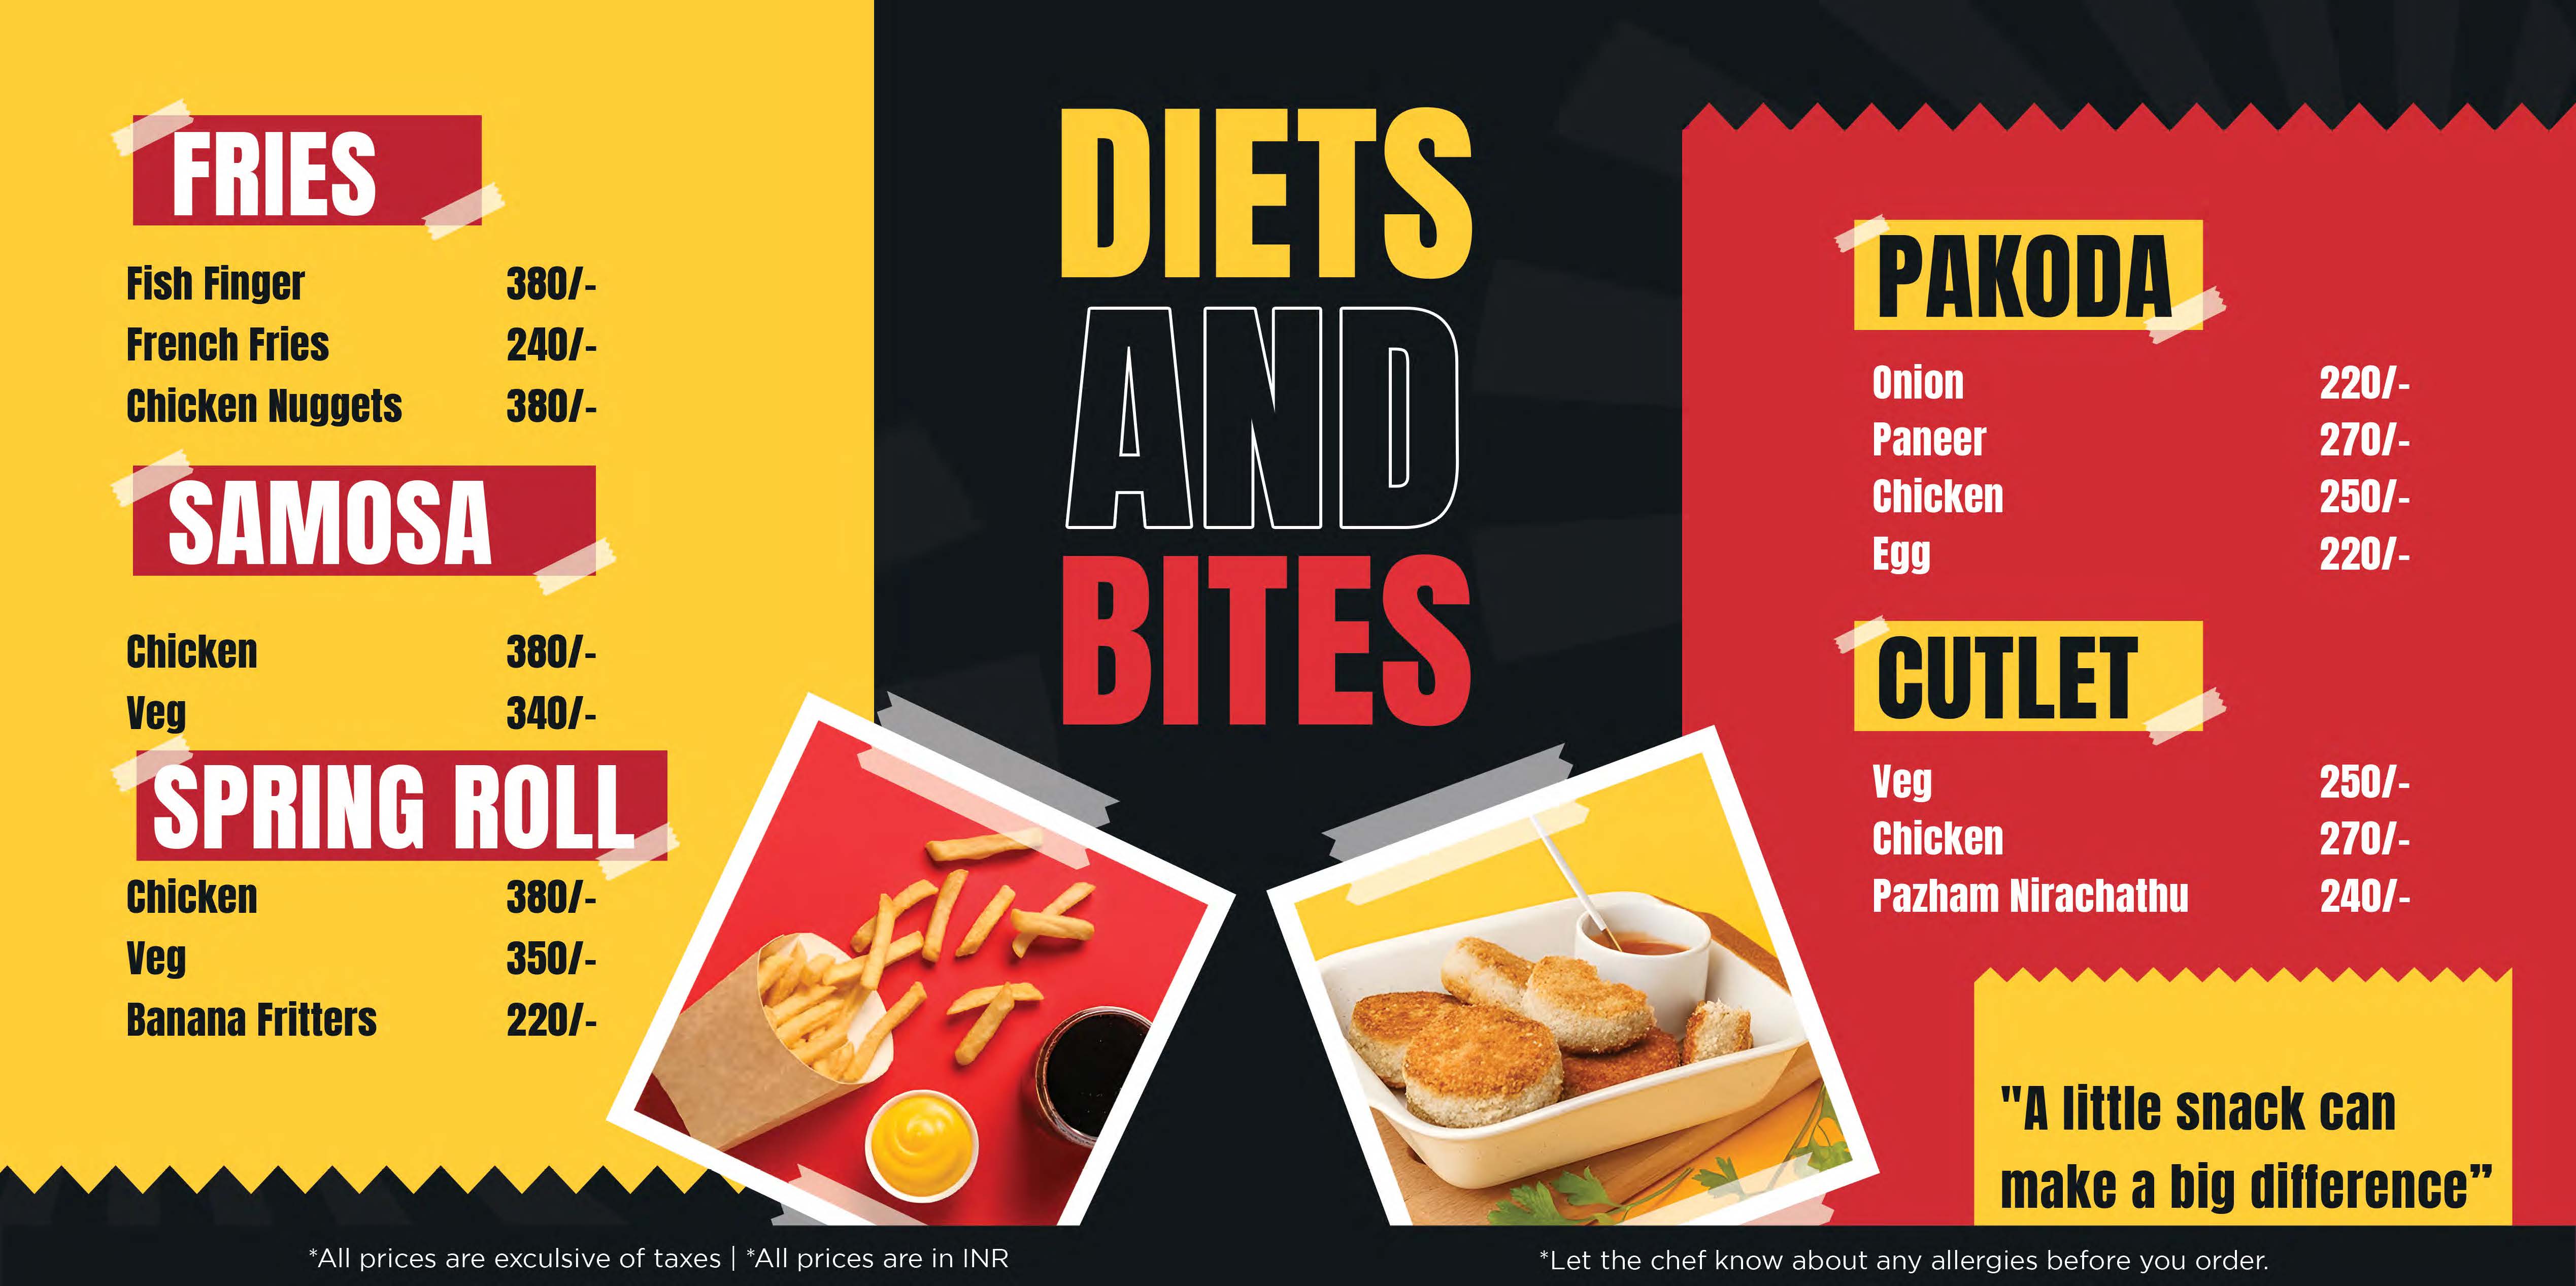 FRIES
Fish Finger 380/-
French Fries 240/-
Chicken Nuggets 380/-
SAMOSA
Chicken 380/-
Veg 340/-
SPRING ROLL
Chicken 380/-
Veg 350/-
Banana Fritters 220/-
DIETS
AND
BITES
PAKODA
Onion 220/-
Paneer 270/-
Chicken 250/-
Egg 220/-
CUTLET
Veg 250/-
Chicken 270/-
Pazham Nirachathu 240/-
"A little snack can
make a big difference”
*All prices are exculsive of taxes | *All prices are in INR
*Let the chef know about any allergies before you order.